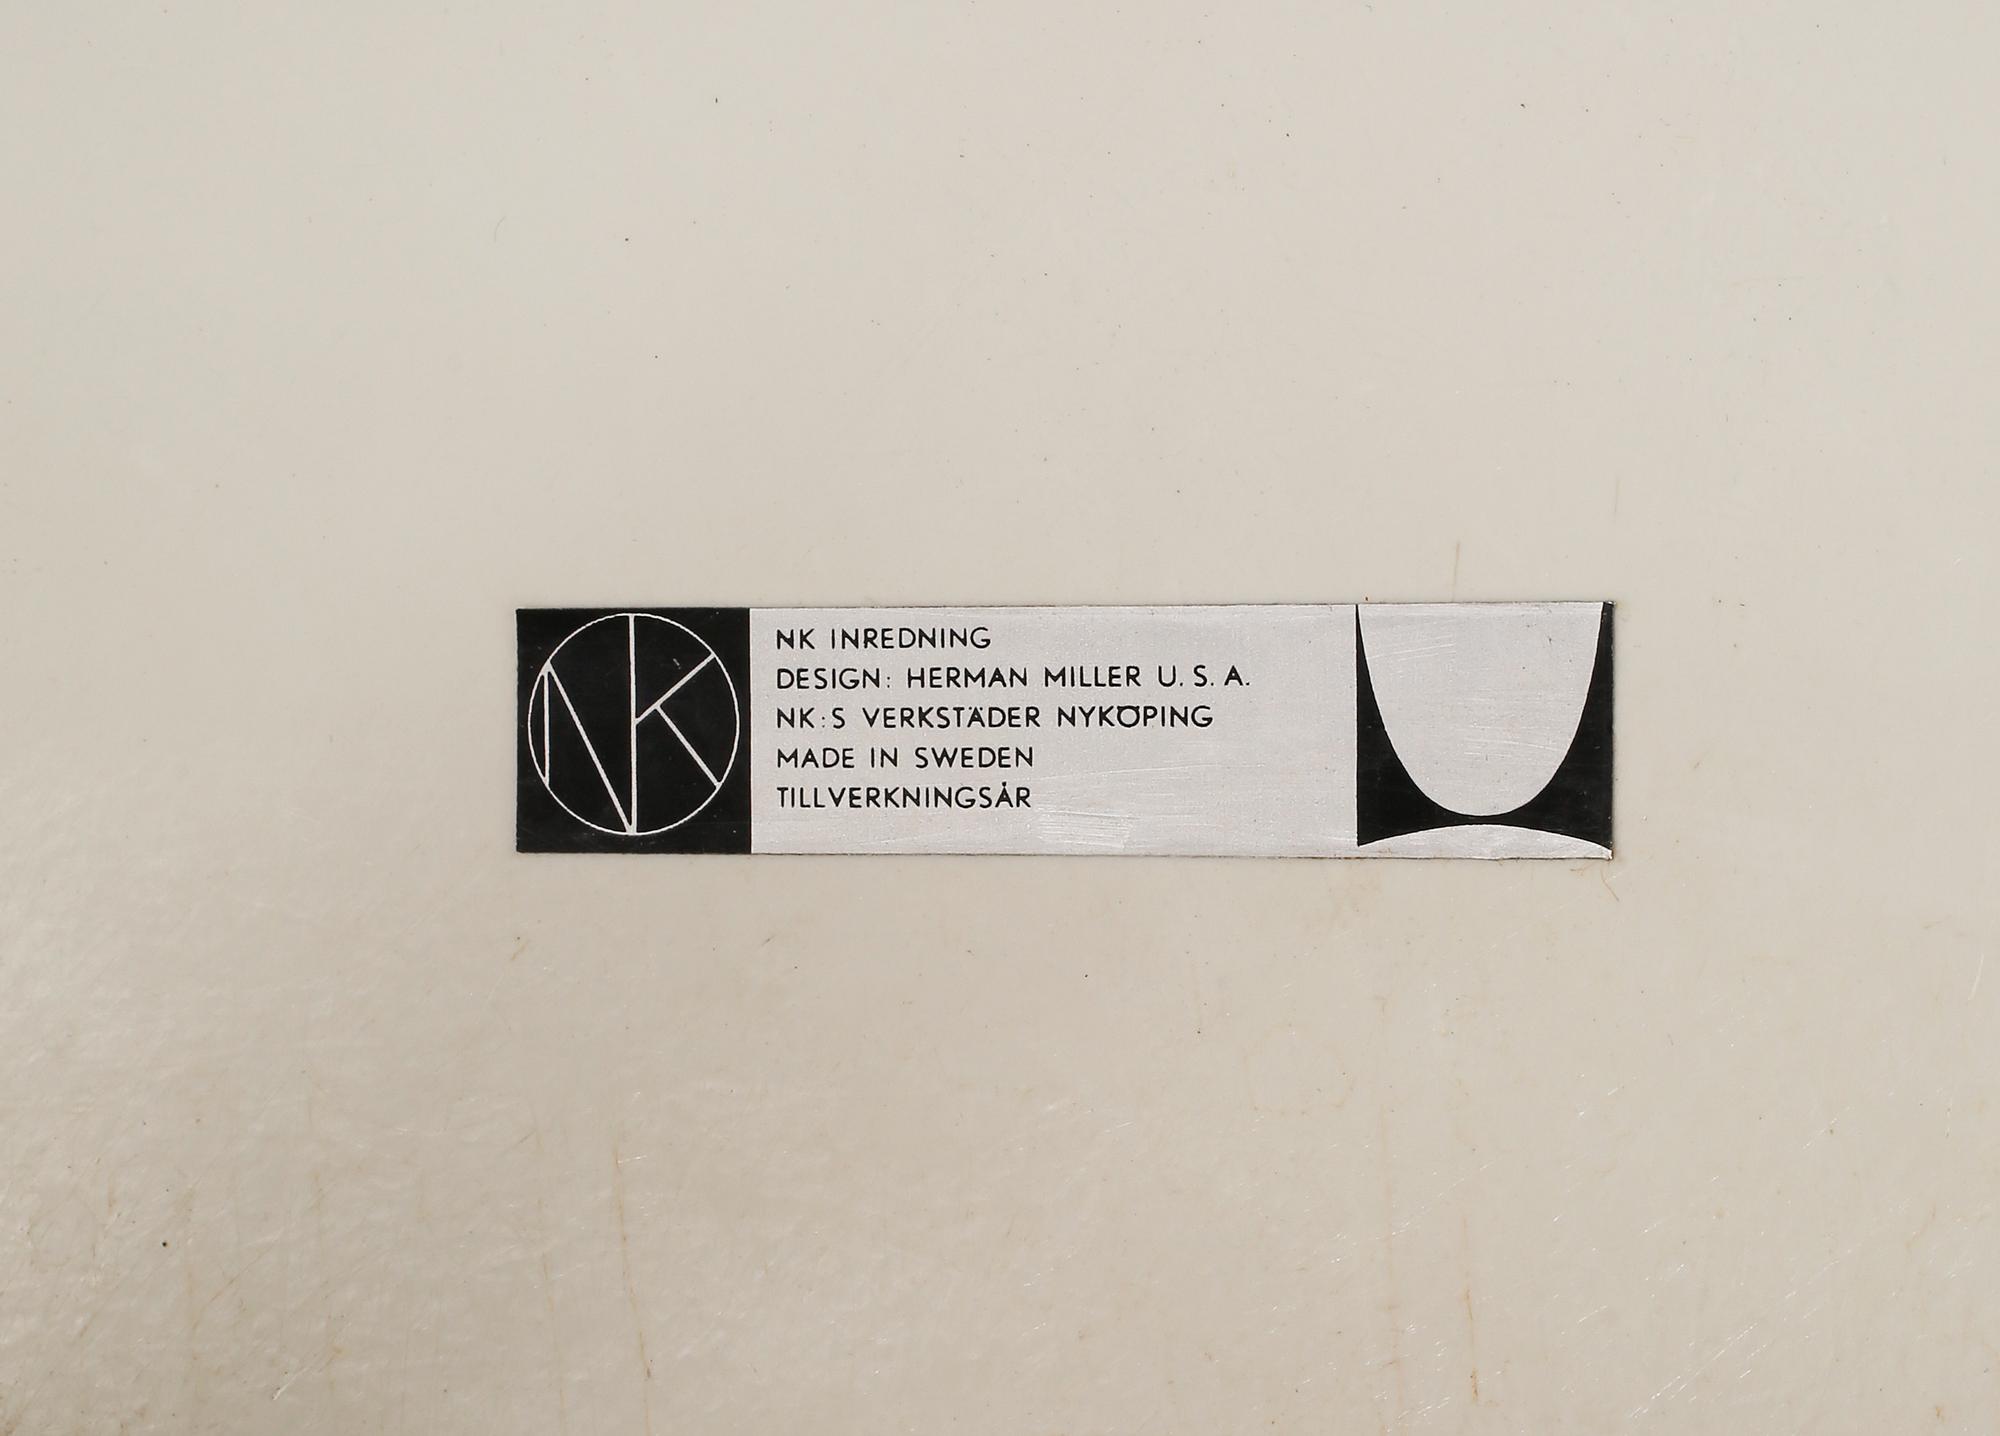 NK
NK INREDNING
DESIGN: HERMAN MILLER U. S. A.
NK:S VERKSTÄDER NYKÖPING
MADE IN SWEDEN
TILLVERKNINGSÅR